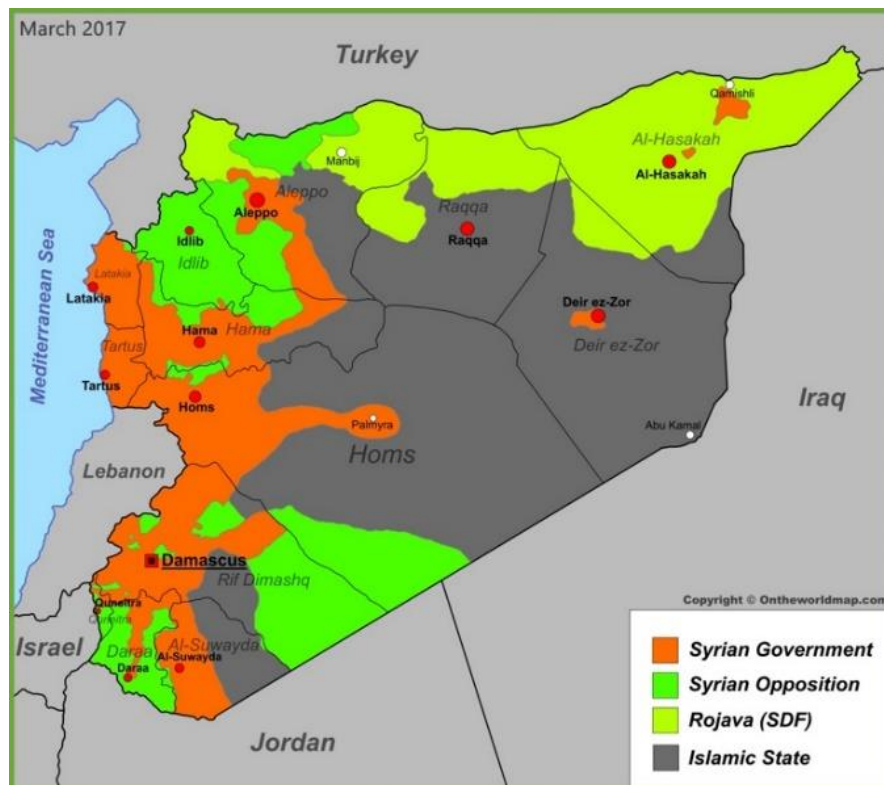 March 2017
Turkey
Qamishli
Al-Hasakah
Manbij
Al-Hasakah
Aleppo
Aleppo
Raqqa
Raqqa
Idlib
Idlib
Mediterranean Sea
Latakia
Latakia
Deir ez-Zor
Deir ez-Zor
Hama
Hama
Tartus
Tartus
Homs
Iraq
Palmyra
Abu Kamal
Homs
Lebanon
Damascus
Rif Dimashq
Quneitra
Quneitra
Copyright © Ontheworldmap.com
Israel
Daraa
Al-Suwayda
Al-Suwayda
Daraa
Jordan
Syrian Government
Syrian Opposition
Rojava (SDF)
Islamic State